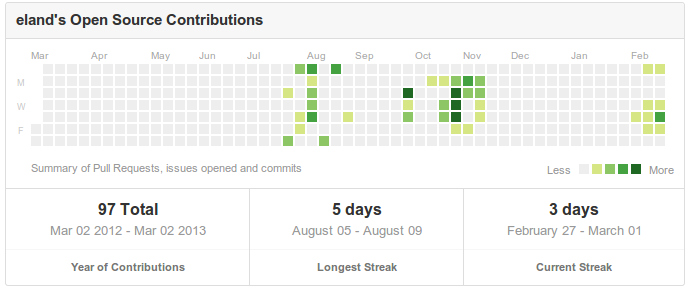 eland's Open Source Contributions
Mar Apr May Jun Jul Aug Sep Oct Nov Dec Jan Feb
M
W
F
Summary of Pull Requests, issues opened and commits
Less More
97 Total
Mar 02 2012 - Mar 02 2013
Year of Contributions
5 days
August 05 - August 09
Longest Streak
3 days
February 27 - March 01
Current Streak